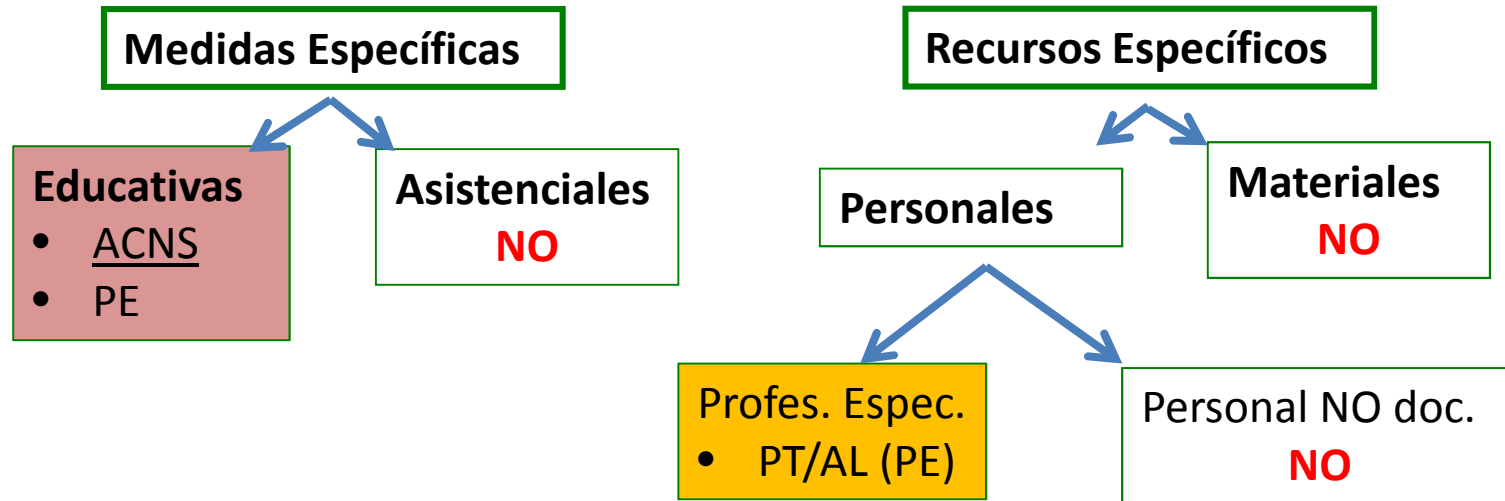 Medidas Específicas
Educativas
• ACNS
• PE
Asistenciales
NO
Recursos Específicos
Personales
Materiales
NO
Profes. Espec.
• PT/AL (PE)
Personal NO doc.
NO